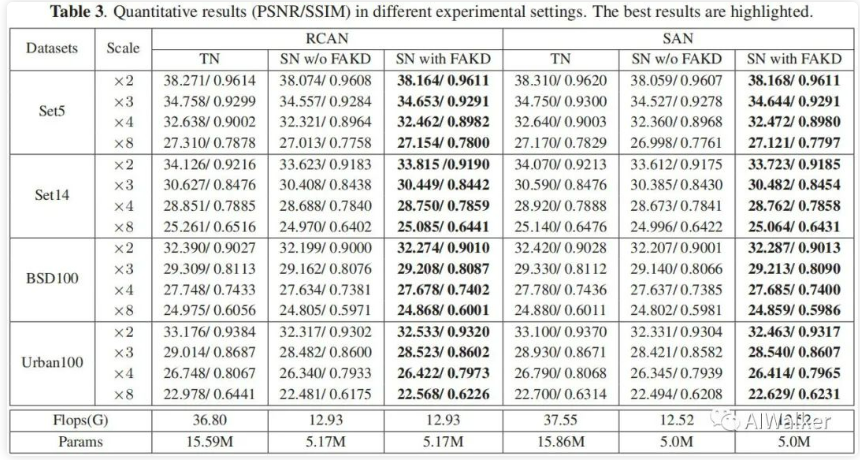 Table 3. Quantitative results (PSNR/SSIM) in different experimental settings. The best results are highlighted.
Datasets Scale RCAN SAN
TN SN w/o FAKD SN with FAKD TN SN w/o FAKD SN with FAKD
Set5 ×2 38.271/ 0.9614 38.074/ 0.9608 38.164/ 0.9611 38.310/ 0.9620 38.059/ 0.9607 38.168/ 0.9611
×3 34.758/ 0.9299 34.557/ 0.9284 34.653/ 0.9291 34.750/ 0.9300 34.527/ 0.9278 34.644/ 0.9291
×4 32.638/ 0.9002 32.321/ 0.8964 32.462/ 0.8982 32.640/ 0.9003 32.360/ 0.8968 32.472/ 0.8980
×8 27.310/ 0.7878 27.013/ 0.7758 27.154/ 0.7800 27.170/ 0.7829 26.998/ 0.7761 27.121/ 0.7797
Set14 ×2 34.126/ 0.9216 33.623/ 0.9183 33.815/ 0.9190 34.070/ 0.9213 33.612/ 0.9175 33.723/ 0.9185
×3 30.627/ 0.8476 30.408/ 0.8438 30.449/ 0.8442 30.590/ 0.8476 30.385/ 0.8430 30.482/ 0.8454
×4 28.851/ 0.7885 28.688/ 0.7840 28.750/ 0.7859 28.920/ 0.7888 28.673/ 0.7841 28.762/ 0.7858
×8 25.261/ 0.6516 24.970/ 0.6402 25.085/ 0.6441 25.140/ 0.6476 24.996/ 0.6422 25.064/ 0.6431
BSD100 ×2 32.390/ 0.9027 32.199/ 0.9000 32.274/ 0.9010 32.420/ 0.9028 32.207/ 0.9001 32.287/ 0.9013
×3 29.309/ 0.8113 29.162/ 0.8076 29.208/ 0.8087 29.330/ 0.8112 29.140/ 0.8066 29.213/ 0.8090
×4 27.748/ 0.7433 27.634/ 0.7381 27.678/ 0.7402 27.780/ 0.7436 27.637/ 0.7385 27.685/ 0.7400
×8 24.975/ 0.6056 24.805/ 0.5971 24.868/ 0.6001 24.880/ 0.6011 24.802/ 0.5981 24.859/ 0.5986
Urban100 ×2 33.176/ 0.9384 32.317/ 0.9302 32.533/ 0.9320 33.100/ 0.9370 32.331/ 0.9304 32.463/ 0.9317
×3 29.014/ 0.8687 28.482/ 0.8600 28.523/ 0.8602 28.930/ 0.8671 28.421/ 0.8582 28.540/ 0.8607
×4 26.748/ 0.8067 26.340/ 0.7933 26.422/ 0.7973 26.790/ 0.8068 26.345/ 0.7939 26.414/ 0.7965
×8 22.978/ 0.6441 22.481/ 0.6175 22.568/ 0.6226 22.700/ 0.6314 22.494/ 0.6208 22.629/ 0.6231
Flops(G) 36.80 12.93 12.93 37.55 12.52
AIWalker
Params 15.59M 5.17M 5.17M 15.86M 5.0M 5.0M